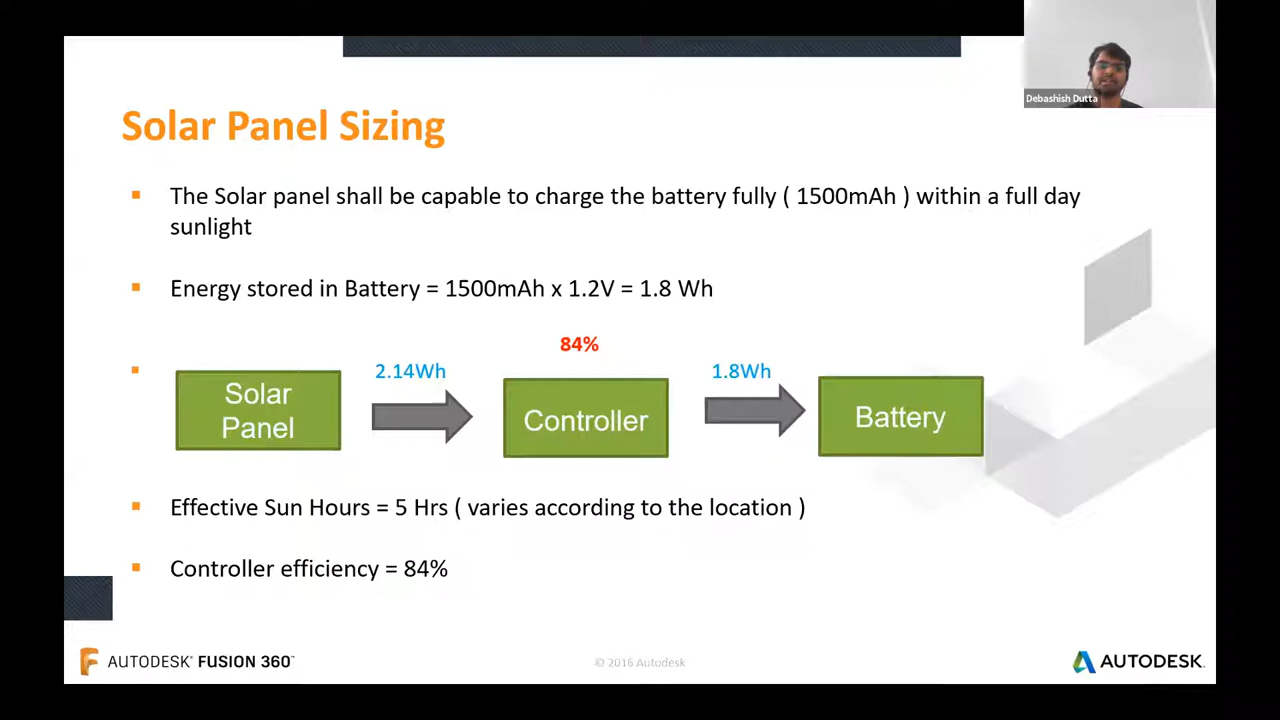 Debashish Dutta
Solar Panel Sizing
The Solar panel shall be capable to charge the battery fully ( 1500mAh ) within a full day
sunlight
Energy stored in Battery = 1500mAh x 1.2V = 1.8 Wh
84%
2.14Wh
1.8Wh
Solar
Panel
Controller
Battery
Effective Sun Hours = 5 Hrs ( varies according to the location )
Controller efficiency = 84%
AUTODESK® FUSION 360™
© 2016 Autodesk
AUTODESK.